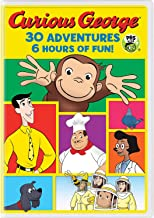 Curious George
30 ADVENTURES
6 HOURS OF FUN!
PBS
KIDS